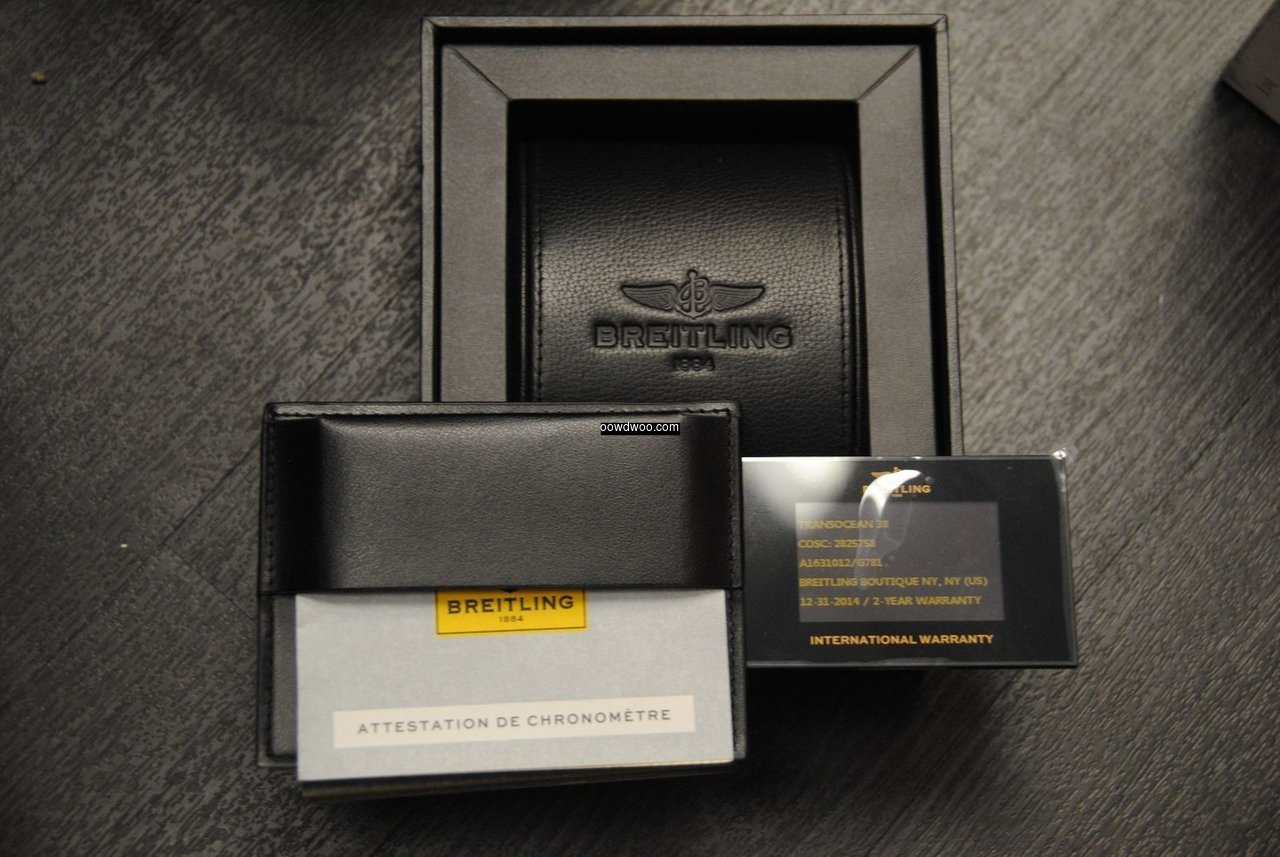 BREITLING
1884
oowdwoo.com
BREITLING
TRANSOCEAN 38
COSC: 2825758
A1631012/G781
BREITLING BOUTIQUE NY, NY (US)
12-31-2014 / 2-YEAR WARRANTY
INTERNATIONAL WARRANTY
BREITLING
1884
ATTESTATION DE CHRONOMÈTRE